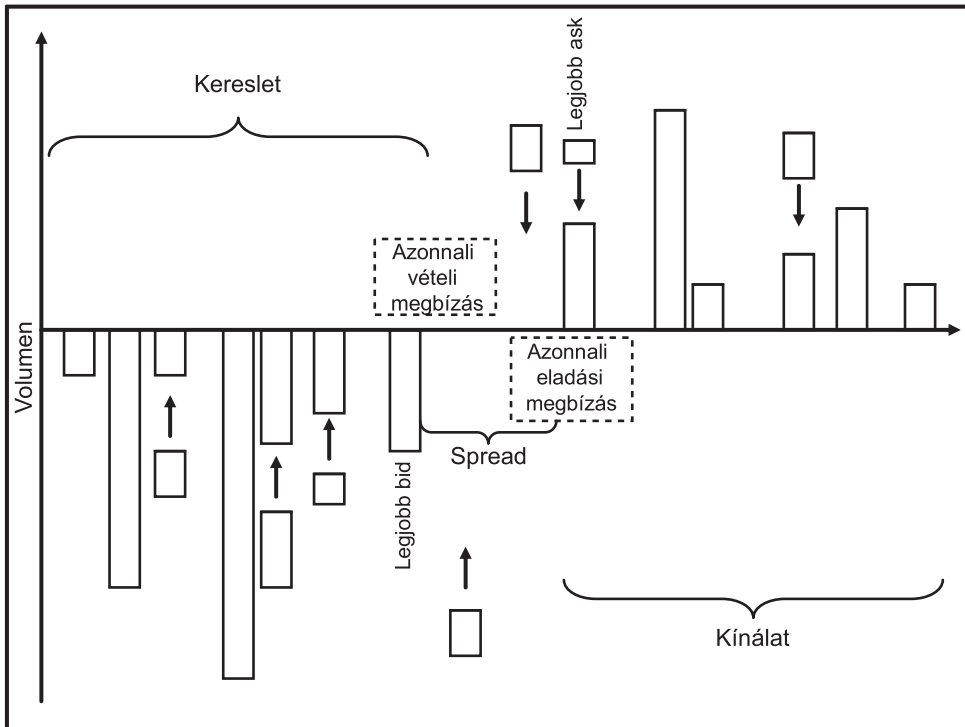 Legjobb ask
Kereslet
Azonnali
vételi
megbízás
Volumen
Azonnali
eladási
megbízás
Spread
Legjobb bid
Kínálat